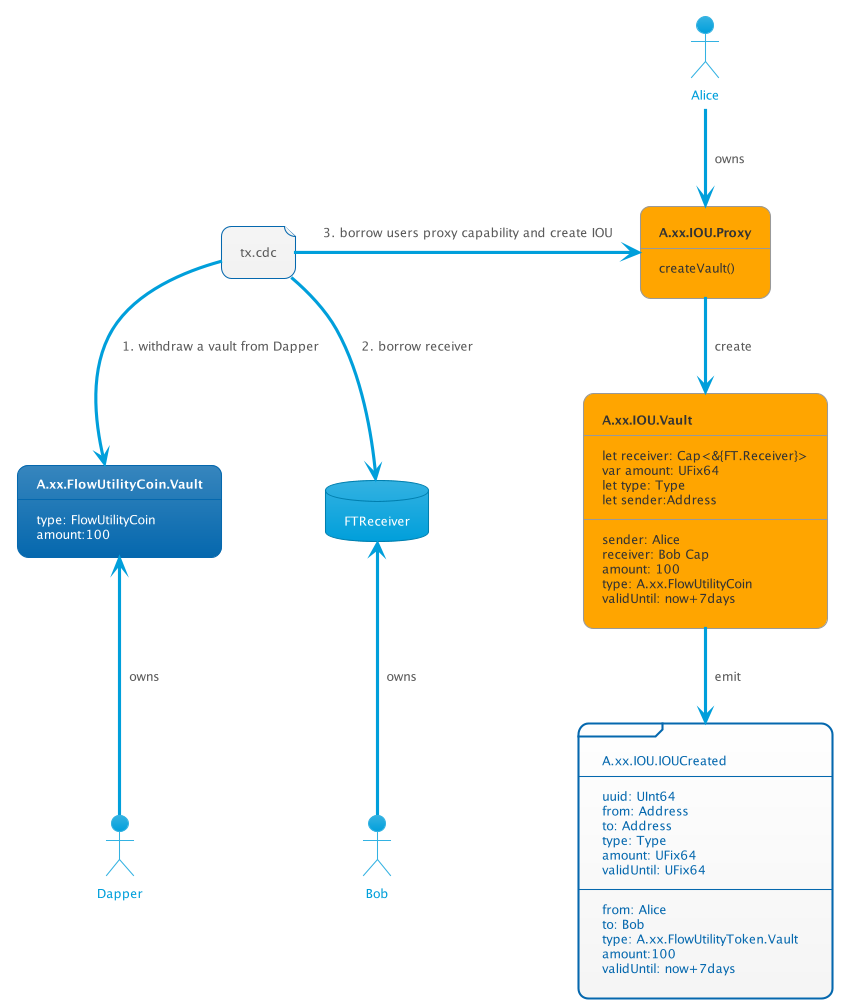 Alice
owns
3. borrow users proxy capability and create IOU
A.xx.IOU.Proxy
tx.cdc
createVault()
1. withdraw a vault from Dapper
2. borrow receiver
create
A.xx.IOU.Vault
let receiver: Cap<&{FT.Receiver}>
var amount: UFix64
let type: Type
let sender:Address
sender: Alice
receiver: Bob Cap
amount: 100
type: A.xx.FlowUtilityCoin
validUntil: now+7days
A.xx.FlowUtilityCoin.Vault
type: FlowUtilityCoin
amount:100
FTReceiver
owns
owns
emit
A.xx.IOU.IOUCreated
uuid: UInt64
from: Address
to: Address
type: Type
amount: UFix64
validUntil: UFix64
from: Alice
to: Bob
type: A.xx.FlowUtilityToken.Vault
amount:100
validUntil: now+7days
Dapper
Bob